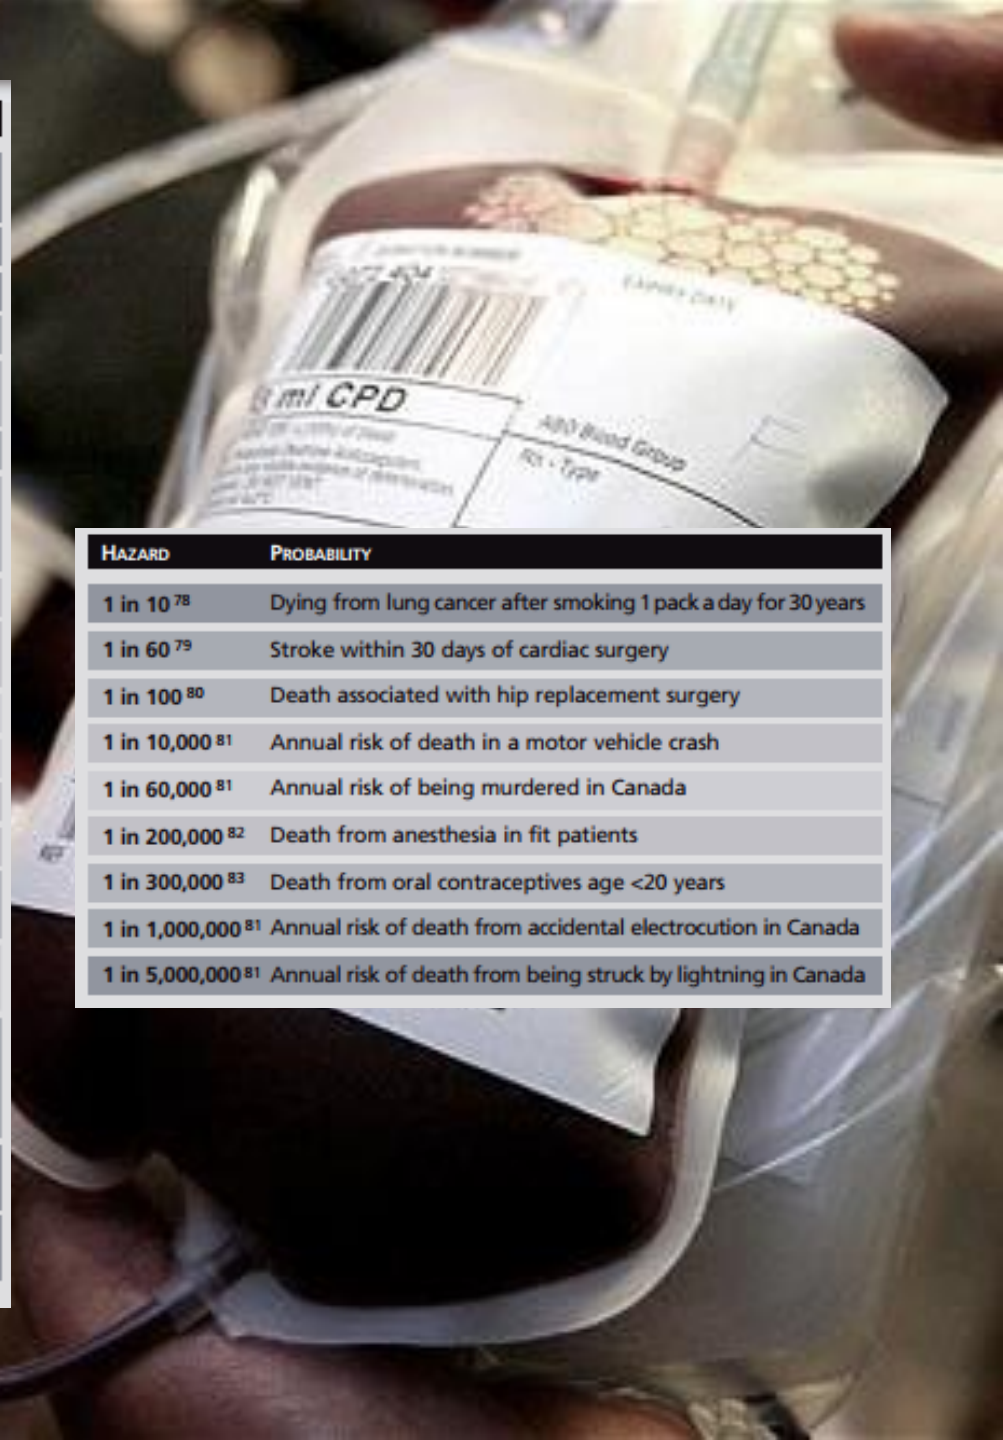 EXPIRY DATE
ml CPD
ABO Blood Group
Rh - Type
HAZARD PROBABILITY
1 in 10 78 Dying from lung cancer after smoking 1 pack a day for 30 years
1 in 60 79 Stroke within 30 days of cardiac surgery
1 in 100 80 Death associated with hip replacement surgery
1 in 10,000 81 Annual risk of death in a motor vehicle crash
1 in 60,000 81 Annual risk of being murdered in Canada
1 in 200,000 82 Death from anesthesia in fit patients
1 in 300,000 83 Death from oral contraceptives age <20 years
1 in 1,000,000 81 Annual risk of death from accidental electrocution in Canada
1 in 5,000,000 81 Annual risk of death from being struck by lightning in Canada